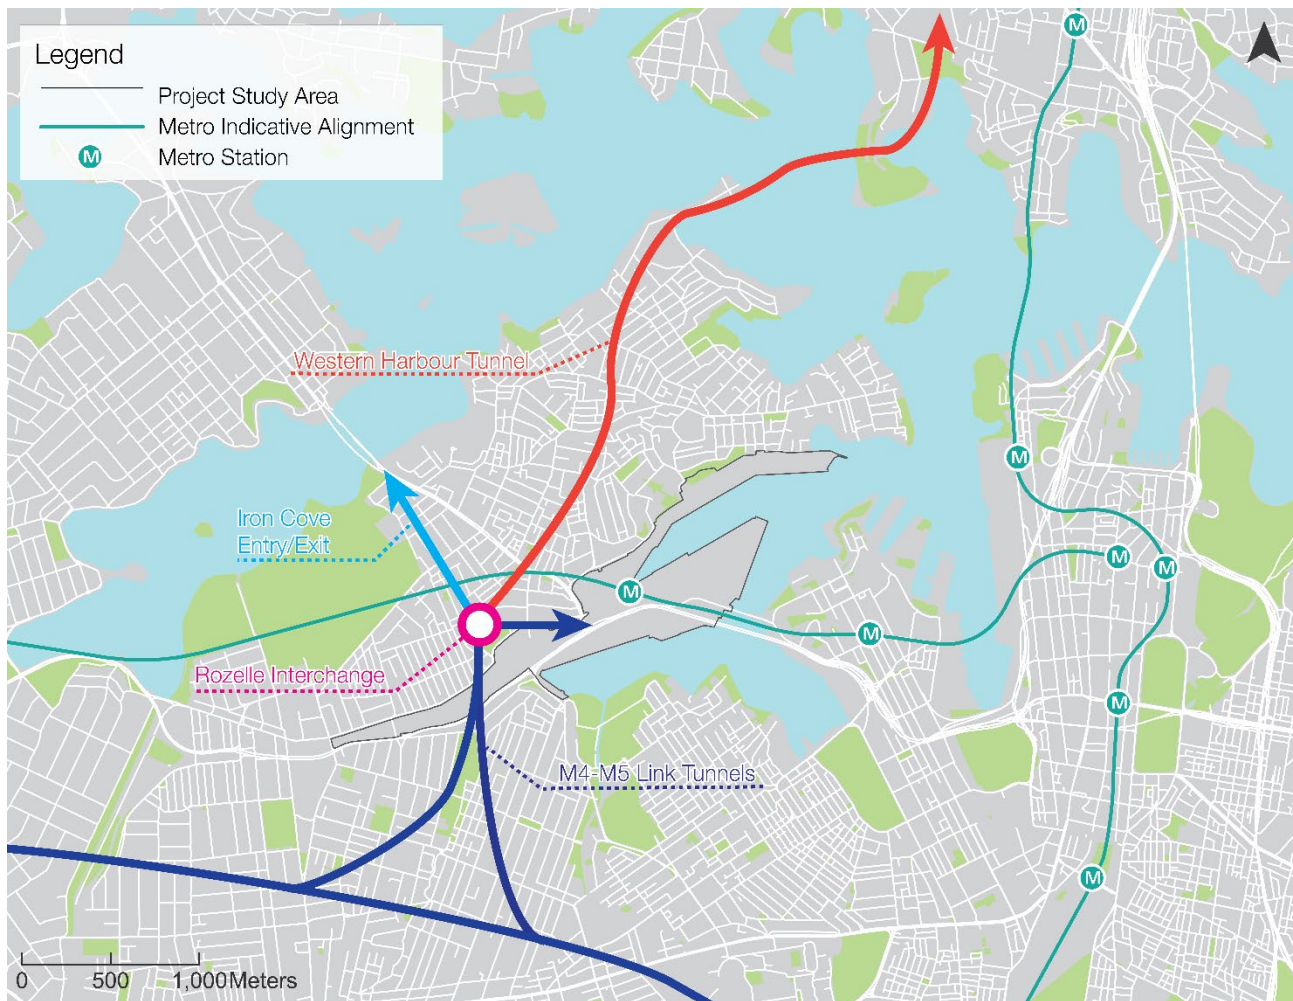 Legend
Project Study Area
Metro Indicative Alignment
M Metro Station
M
Western Harbour Tunnel
M
Iron Cove
Entry/Exit
M
M
M
M
Rozelle Interchange
M
M4-M5 Link Tunnels
M
0 500 1,000Meters